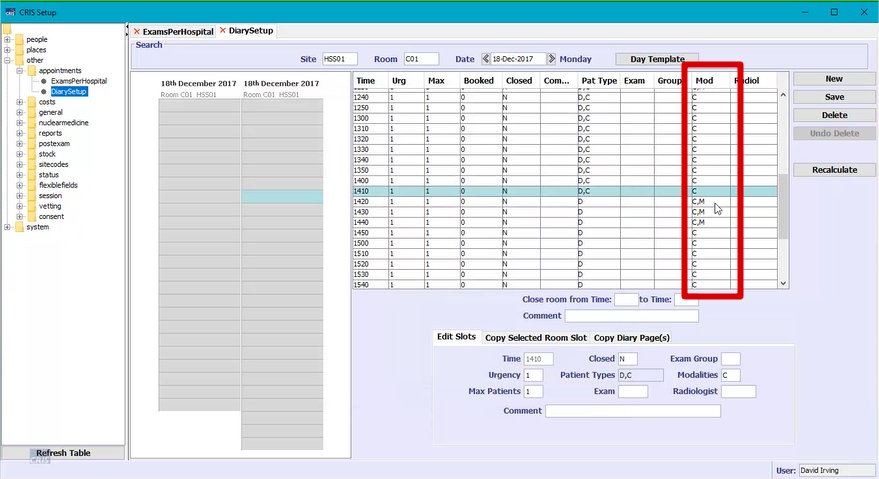 CRIS Setup
ExamsPerHospital DiarySetup
Search
Site HSS01 Room C01 Date 18-Dec-2017 Monday Day Template
people
places
other
appointments
ExamsPerHospital
DiarySetup
costs
general
nuclearmedicine
reports
postexam
stock
sitecodes
status
flexiblefields
session
vetting
consent
system
Refresh Table
CRIS
18th December 2017 18th December 2017
Room C01 HSS01 Room C01 HSS01
Time Urg Max Booked Closed Com... Pat Type Exam Group Mod Radiol
1240 1 1 0 N D,C C
1250 1 1 0 N D,C C
1300 1 1 0 N D,C C
1310 1 1 0 N D,C C
1320 1 1 0 N D,C C
1330 1 1 0 N D,C C
1340 1 1 0 N D,C C
1350 1 1 0 N D,C C
1400 1 1 0 N D,C C
1410 1 1 0 N D,C C
1420 1 1 0 N D C,M
1430 1 1 0 N D C,M
1440 1 1 0 N D C,M
1450 1 1 0 N D C
1500 1 1 0 N D C
1510 1 1 0 N D C
1520 1 1 0 N D C
1530 1 1 0 N D C
1540 1 1 0 N D C
New
Save
Delete
Undo Delete
Recalculate
Close room from Time: to Time:
Comment
Edit Slots Copy Selected Room Slot Copy Diary Page(s)
Time 1410 Closed N Exam Group
Urgency 1 Patient Types D,C Modalities C
Max Patients 1 Exam Radiologist
Comment
User: David Irving